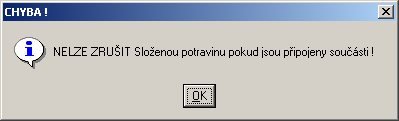 CHYBA !
NELZE ZRUŠIT Složenou potravinu pokud jsou připojeny součásti !
OK